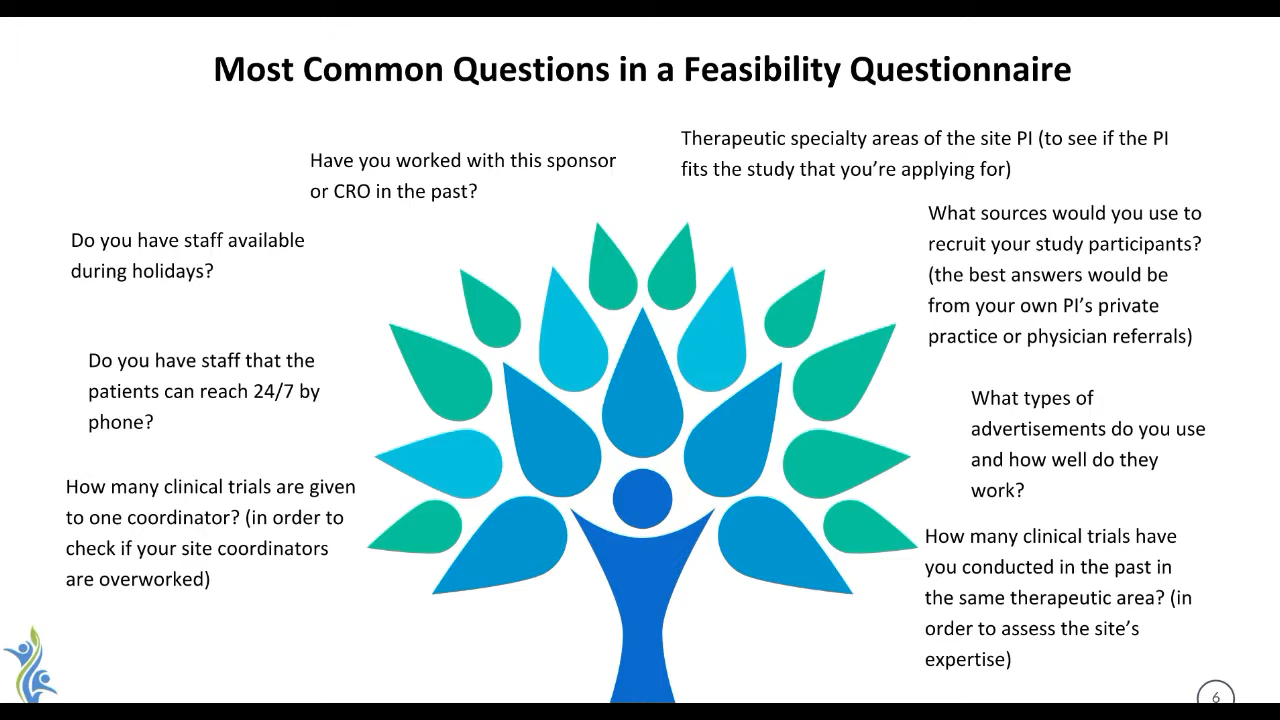 Most Common Questions in a Feasibility Questionnaire
Have you worked with this sponsor
or CRO in the past?
Therapeutic specialty areas of the site PI (to see if the PI
fits the study that you’re applying for)
Do you have staff available
during holidays?
What sources would you use to
recruit your study participants?
(the best answers would be
from your own PI’s private
practice or physician referrals)
Do you have staff that the
patients can reach 24/7 by
phone?
What types of
advertisements do you use
and how well do they
work?
How many clinical trials are given
to one coordinator? (in order to
check if your site coordinators
are overworked)
How many clinical trials have
you conducted in the past in
the same therapeutic area? (in
order to assess the site’s
expertise)
6